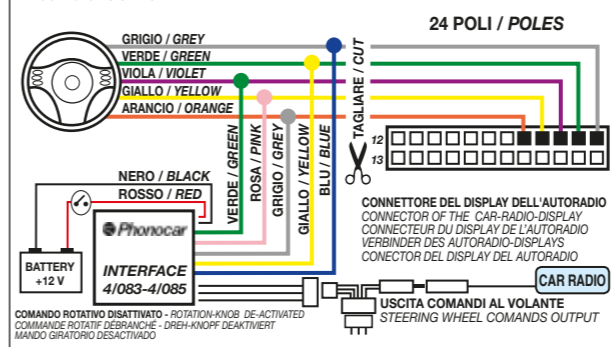 24 POLI / POLES
GRIGIO / GREY
VERDE / GREEN
VIOLA / VIOLET
GIALLO / YELLOW
ARANCIO / ORANGE
TAGLIARE / CUT
12
13
VERDE / GREEN
ROSA / PINK
GRIGIO / GREY
GIALLO / YELLOW
BLU / BLUE
NERO / BLACK
ROSSO / RED
Phonocar
INTERFACE
4/083-4/085
BATTERY
+12 V
CONNETTORE DEL DISPLAY DELL'AUTORADIO
CONNECTOR OF THE CAR-RADIO-DISPLAY
CONNECTEUR DU DISPLAY DE L'AUTORADIO
VERBINDER DES AUTORADIO-DISPLAYS
CONECTOR DEL DISPLAY DEL AUTORADIO
CAR RADIO
USCITA COMANDI AL VOLANTE
STEERING WHEEL COMANDS OUTPUT
COMANDO ROTATIVO DISATTIVATO - ROTATION-KNOB DE-ACTIVATED
COMMANDE ROTATIF DÉBRANCHÉ - DREH-KNOPF DEAKTIVIERT
MANDO GIRATORIO DESACTIVADO